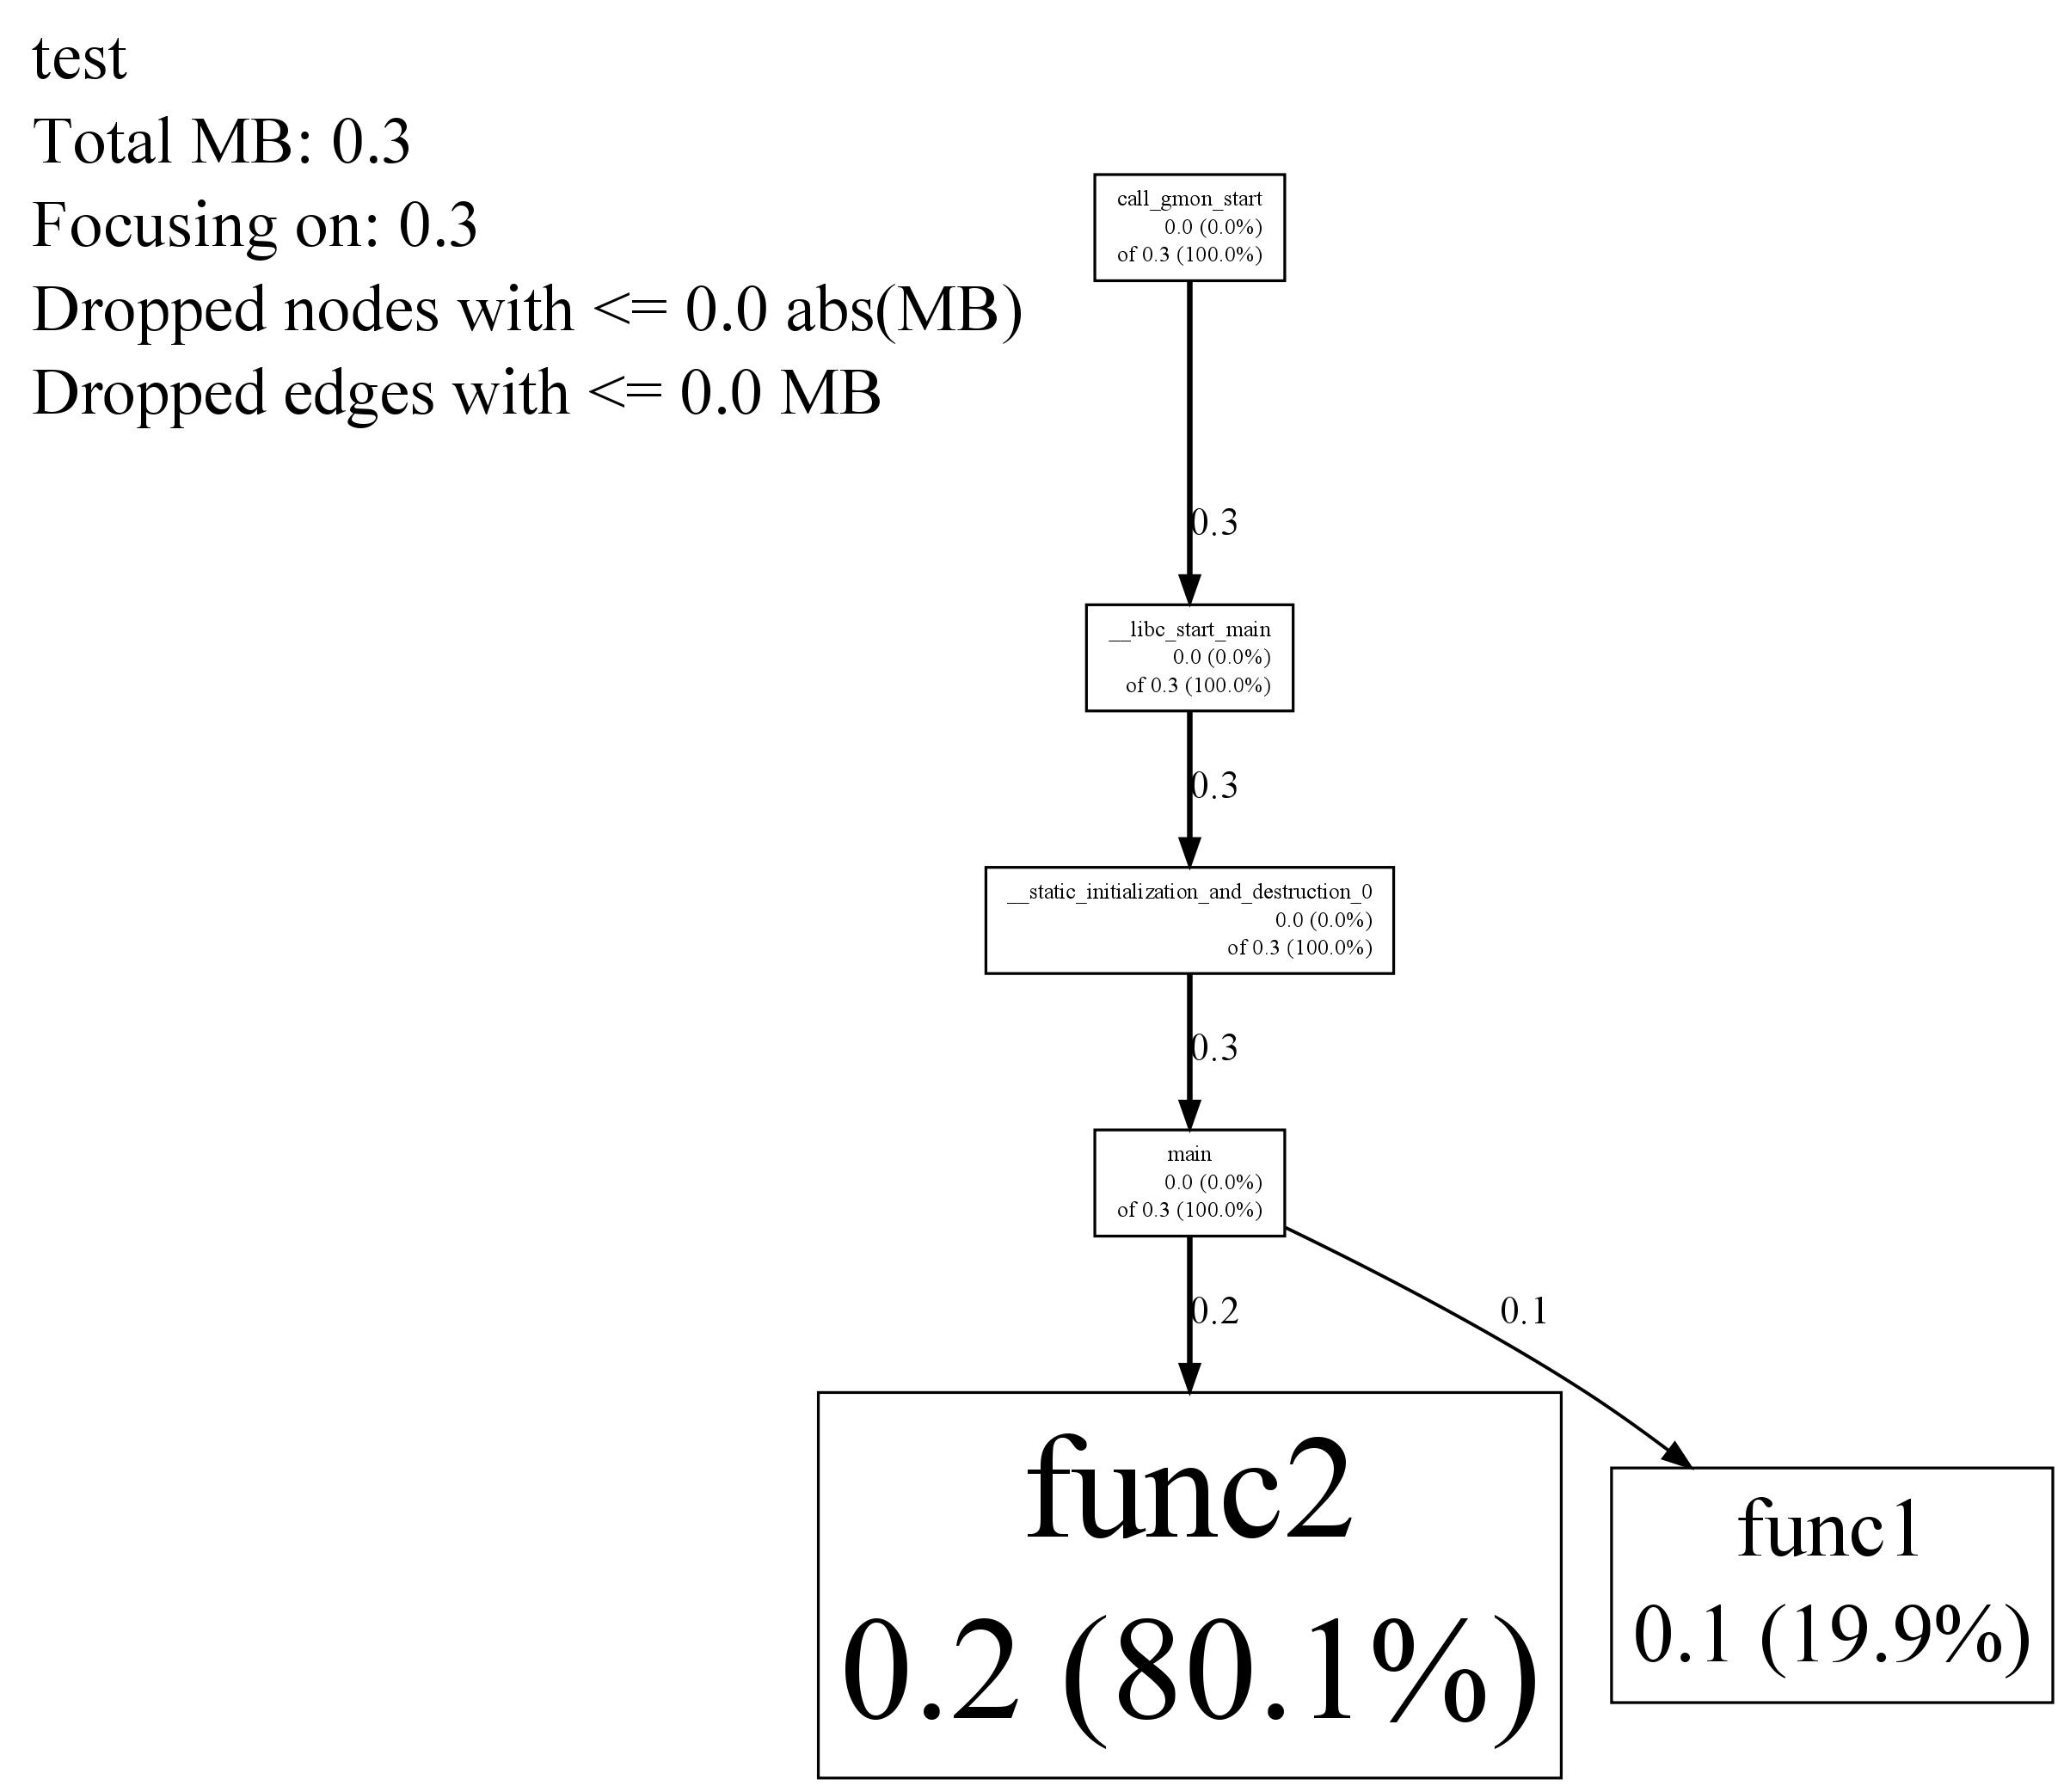 test
Total MB: 0.3
Focusing on: 0.3
Dropped nodes with <= 0.0 abs(MB)
Dropped edges with <= 0.0 MB
call_gmon_start
0.0 (0.0%)
of 0.3 (100.0%)
0.3
__libc_start_main
0.0 (0.0%)
of 0.3 (100.0%)
0.3
__static_initialization_and_destruction_0
0.0 (0.0%)
of 0.3 (100.0%)
0.3
main
0.0 (0.0%)
of 0.3 (100.0%)
0.2
0.1
func2
0.2 (80.1%)
func1
0.1 (19.9%)